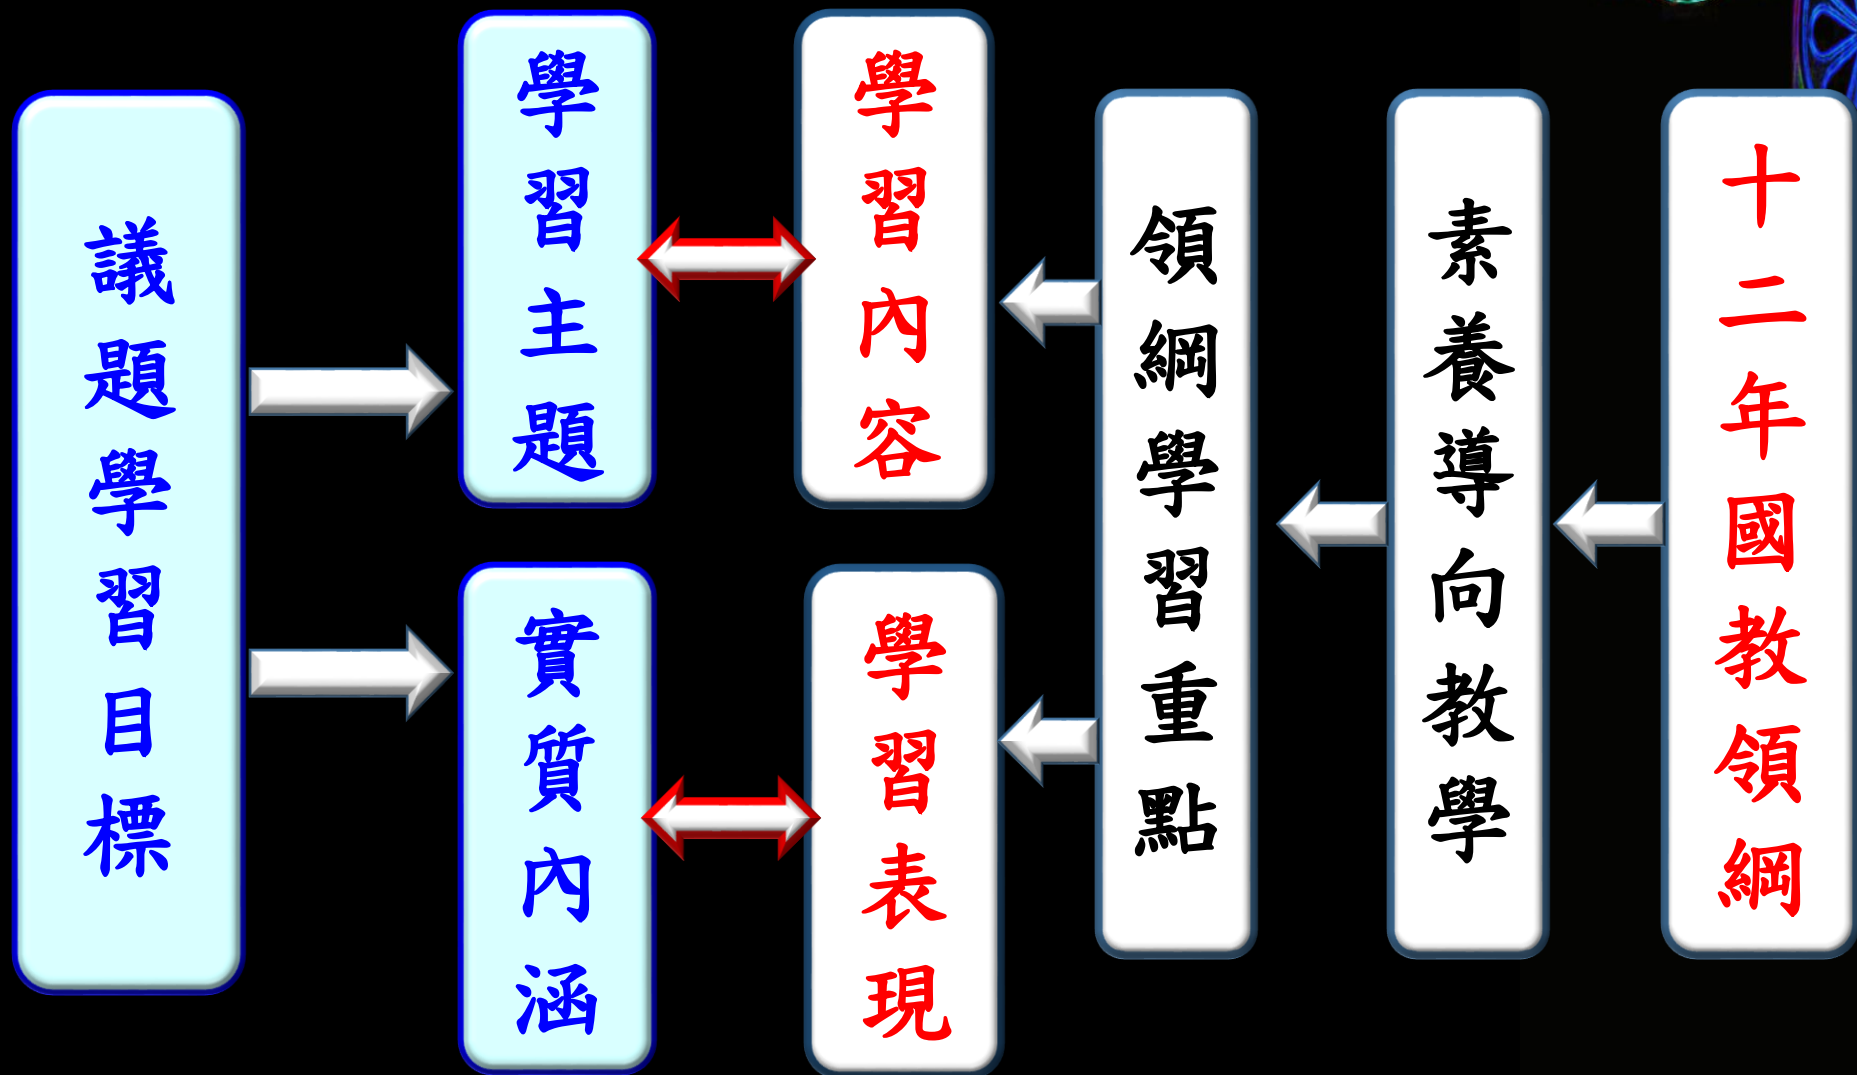 議題學習目標
學習主題
實質內涵
學習內容
學習表現
領綱學習重點
素養導向教學
十二年國教領綱